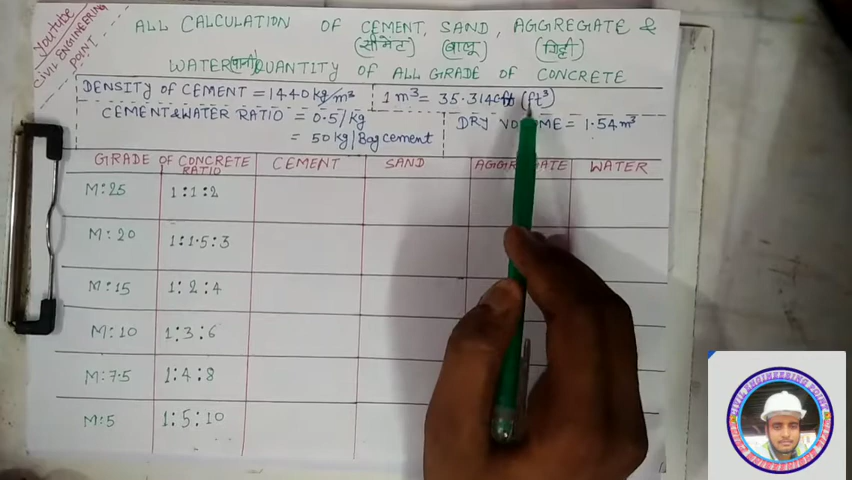 Youtube
CIVIL ENGINEERING
POINT
ALL CALCULATION OF CEMENT, SAND, AGGREGATE &
(सीमेंट) (बालू) (गिट्टी)
WATER (पानी) QUANTITY OF ALL GRADE OF CONCRETE
DENSITY OF CEMENT = 1440 kg/m³ 1 m³ = 35.314 cft (ft³)
CEMENT & WATER RATIO = 0.5/kg DRY VOLUME = 1.54 m³
= 50 kg/Bag cement
GRADE OF CONCRETE RATIO CEMENT SAND AGGREGATE WATER
M:25 1:1:2
M:20 1:1.5:3
M:15 1:2:4
M:10 1:3:6
M:7.5 1:4:8
M:5 1:5:10
CIVIL ENGINEERING POINT